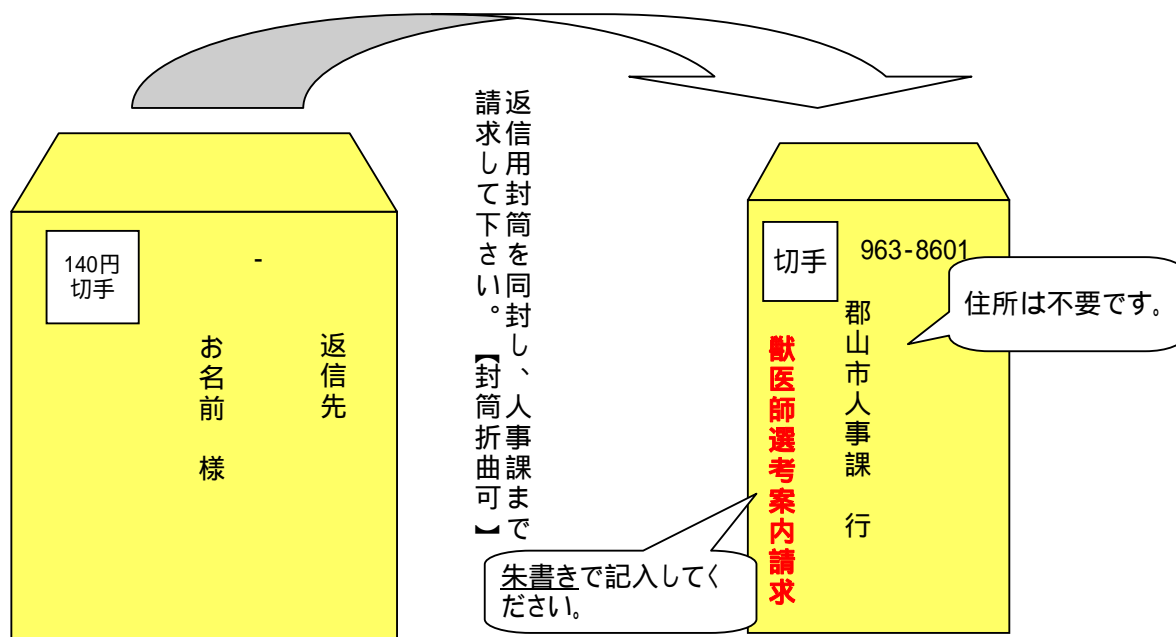 140円
切手
-
返信先
お名前　様
返信用封筒を同封し、人事課まで
請求して下さい。　【封筒折曲可】
切手
963-8601
郡山市人事課　行
獣医師選考案内請求
住所は不要です。
朱書きで記入してく
ださい。